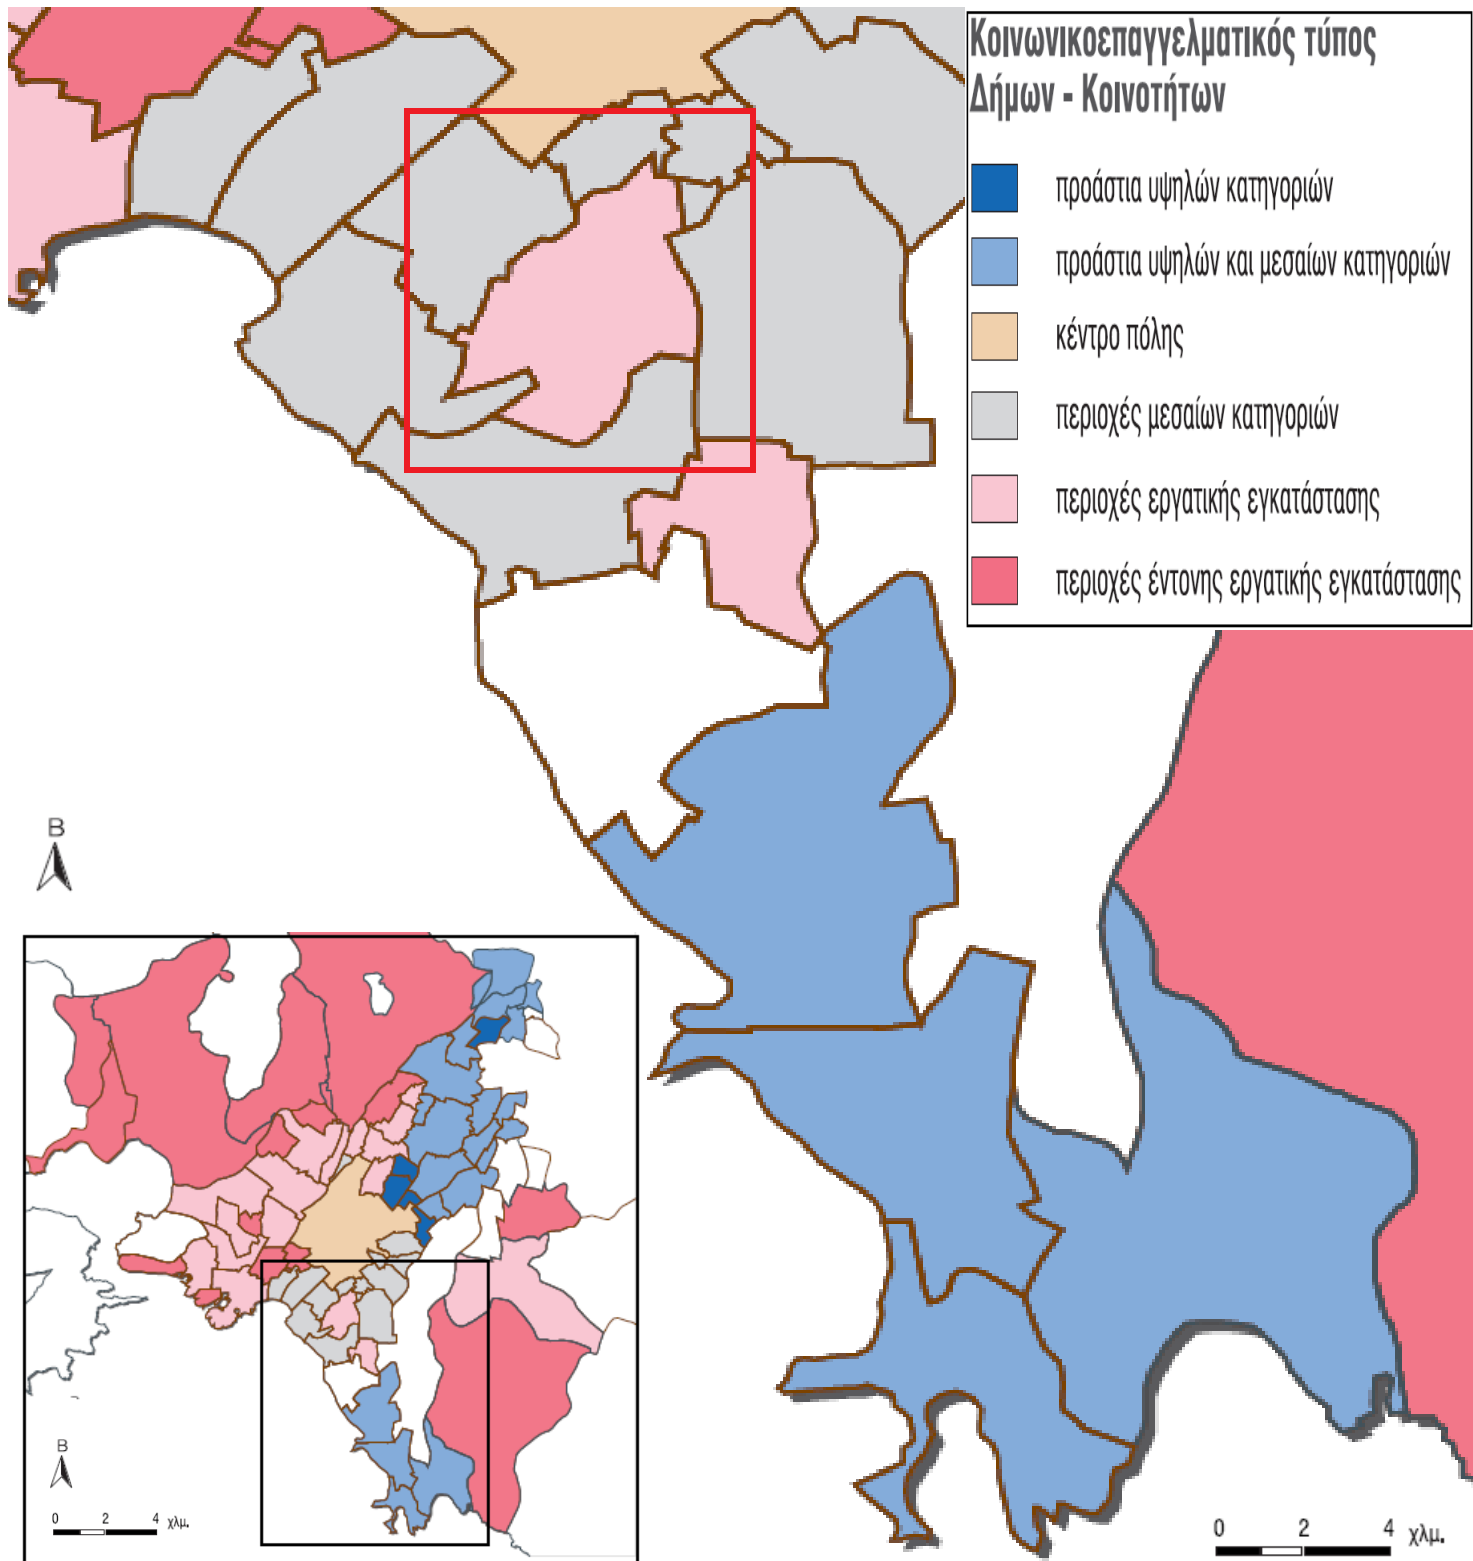 Κοινωνικοεπαγγελματικός τύπος
Δήμων - Κοινοτήτων
προάστια υψηλών κατηγοριών
προάστια υψηλών και μεσαίων κατηγοριών
κέντρο πόλης
περιοχές μεσαίων κατηγοριών
περιοχές εργατικής εγκατάστασης
περιοχές έντονης εργατικής εγκατάστασης
Β
Β
0 2 4 χλμ.
0 2 4 χλμ.